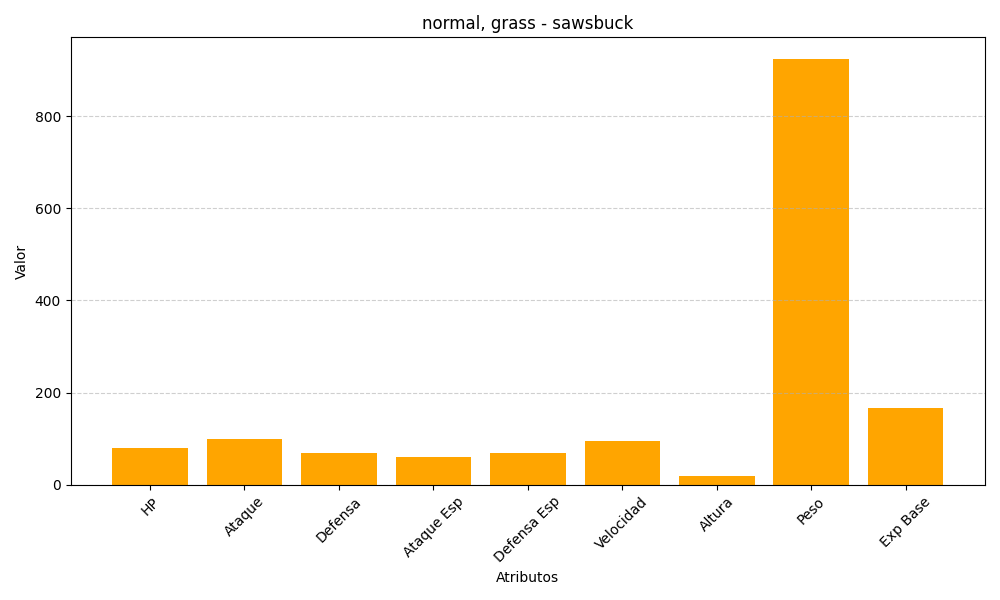 normal, grass - sawsbuck
Valor
800
600
400
200
0
HP
Ataque
Defensa
Ataque Esp
Defensa Esp
Velocidad
Altura
Peso
Exp Base
Atributos